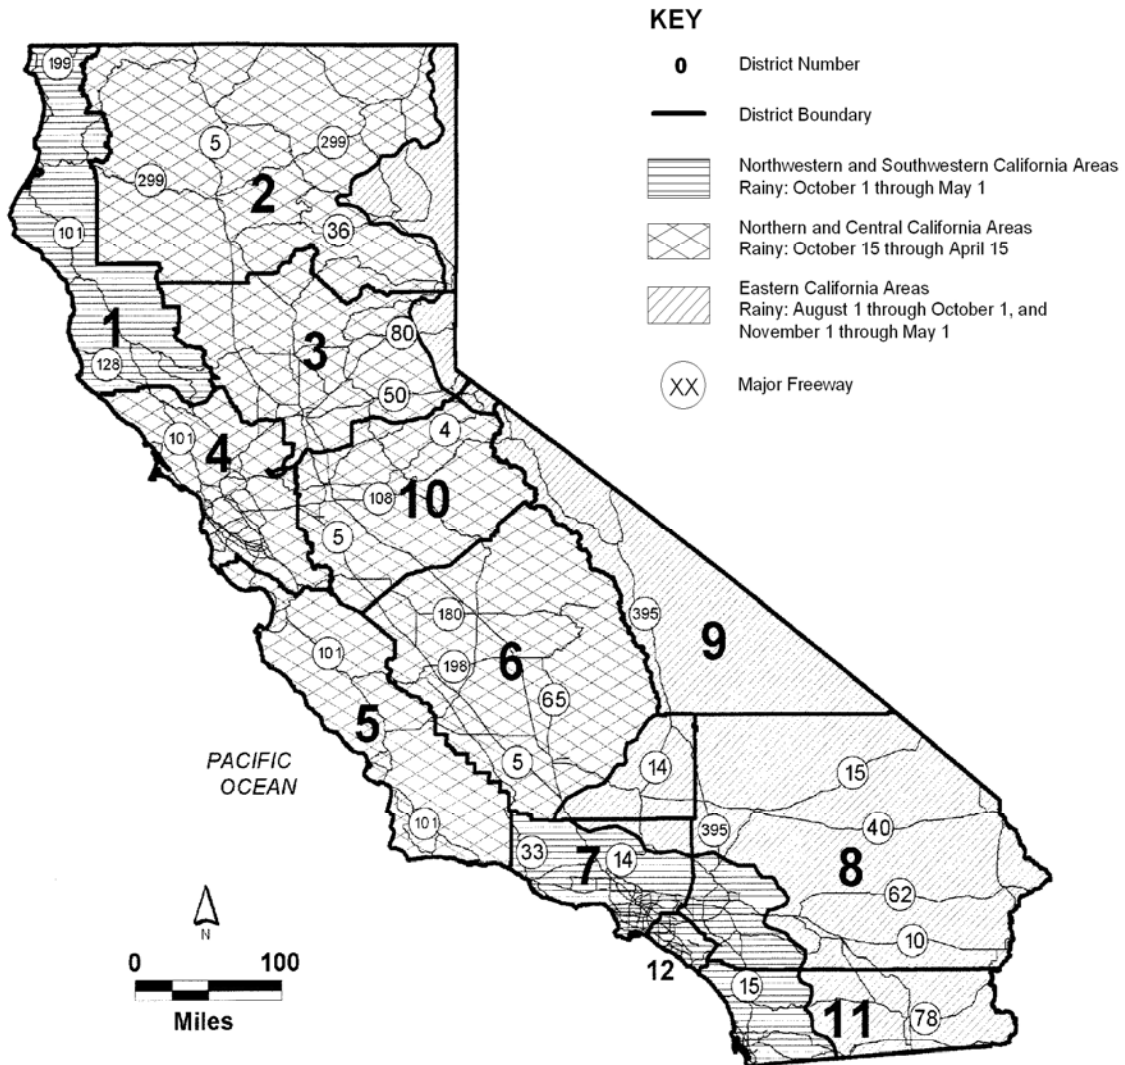 KEY
0 District Number
District Boundary
Northwestern and Southwestern California Areas
Rainy: October 1 through May 1
Northern and Central California Areas
Rainy: October 15 through April 15
Eastern California Areas
Rainy: August 1 through October 1, and
November 1 through May 1
XX Major Freeway
199
5
299
299
2
36
101
1
3
80
128
50
4
101
4
108
10
5
180
395
9
101
198
6
65
5
PACIFIC
OCEAN
5
14
15
101
395
40
33
7
14
8
62
10
N
12
0 100
Miles
15
11
78